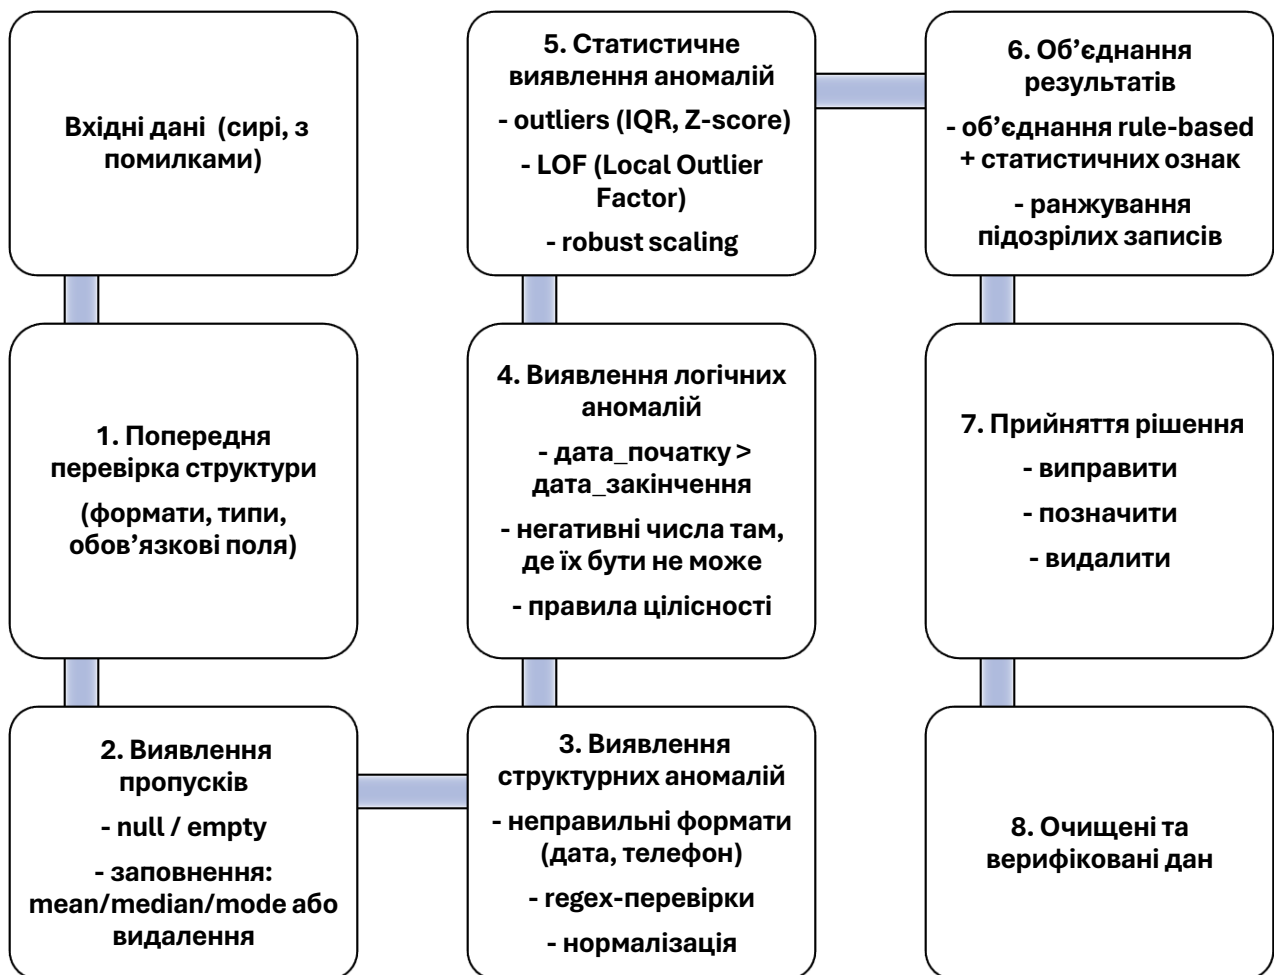 Вхідні дані (сирі, з
помилками)
1. Попередня
перевірка структури
(формати, типи,
обов’язкові поля)
2. Виявлення
пропусків
- null / empty
- заповнення:
mean/median/mode або
видалення
3. Виявлення
структурних аномалій
- неправильні формати
(дата, телефон)
- regex-перевірки
- нормалізація
4. Виявлення логічних
аномалій
- дата_початку >
дата_закінчення
- негативні числа там,
де їх бути не може
- правила цілісності
5. Статистичне
виявлення аномалій
- outliers (IQR, Z-score)
- LOF (Local Outlier
Factor)
- robust scaling
6. Об’єднання
результатів
- об’єднання rule-based
+ статистичних ознак
- ранжування
підозрілих записів
7. Прийняття рішення
- виправити
- позначити
- видалити
8. Очищені та
верифіковані дан